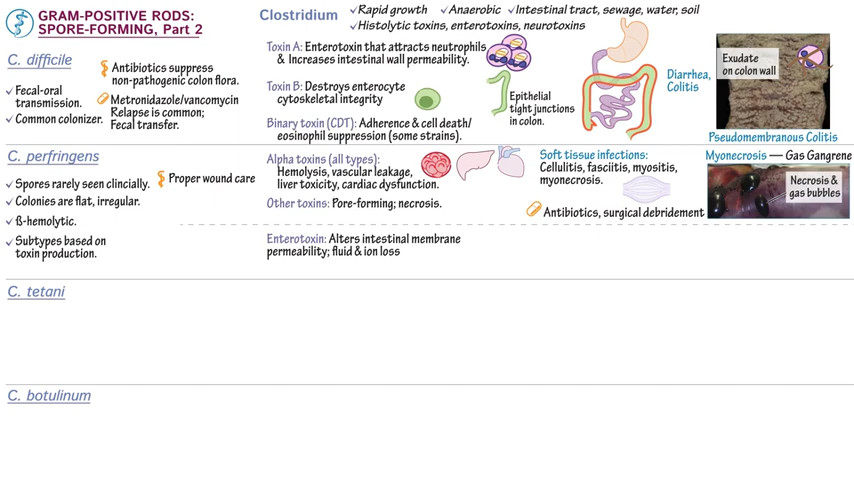 GRAM-POSITIVE RODS:
SPORE-FORMING, Part 2
Clostridium
✓Rapid growth ✓Anaerobic ✓Intestinal tract, sewage, water, soil
✓Histolytic toxins, enterotoxins, neurotoxins
C. difficile
✓Fecal-oral
transmission.
✓Common colonizer.
Antibiotics suppress
non-pathogenic colon flora.
Metronidazole/vancomycin
Relapse is common;
Fecal transfer.
Toxin A: Enterotoxin that attracts neutrophils
& Increases intestinal wall permeability.
Toxin B: Destroys enterocyte
cytoskeletal integrity
Binary toxin (CDT): Adherence & cell death/
eosinophil suppression (some strains).
Epithelial
tight junctions
in colon.
Diarrhea,
Colitis
Exudate
on colon wall
Pseudomembranous Colitis
C. perfringens
✓Spores rarely seen clincially.
✓Colonies are flat, irregular.
✓ß-hemolytic.
✓Subtypes based on
toxin production.
Proper wound care
Alpha toxins (all types):
Hemolysis, vascular leakage,
liver toxicity, cardiac dysfunction.
Other toxins: Pore-forming; necrosis.
Soft tissue infections:
Cellulitis, fasciitis, myositis,
myonecrosis.
Antibiotics, surgical debridement
Myonecrosis — Gas Gangrene
Necrosis &
gas bubbles
Enterotoxin: Alters intestinal membrane
permeability; fluid & ion loss
C. tetani
C. botulinum